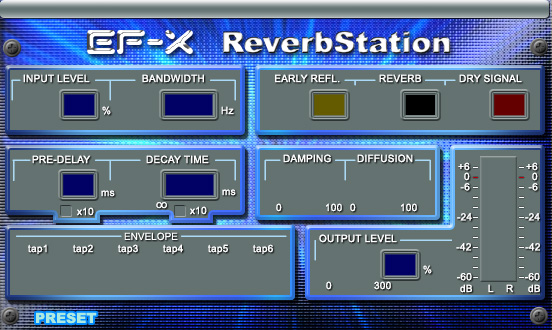 EF-X ReverbStation
INPUT LEVEL BANDWIDTH
% Hz
EARLY REFL. REVERB DRY SIGNAL
PRE-DELAY DECAY TIME
ms ms
x10 ∞ x10
DAMPING DIFFUSION
0 100 0 100
ENVELOPE
tap1 tap2 tap3 tap4 tap5 tap6
OUTPUT LEVEL
%
0 300
+6 +6
0 0
-6 -6
-24 -24
-42 -42
-60 -60
dB L R dB
PRESET